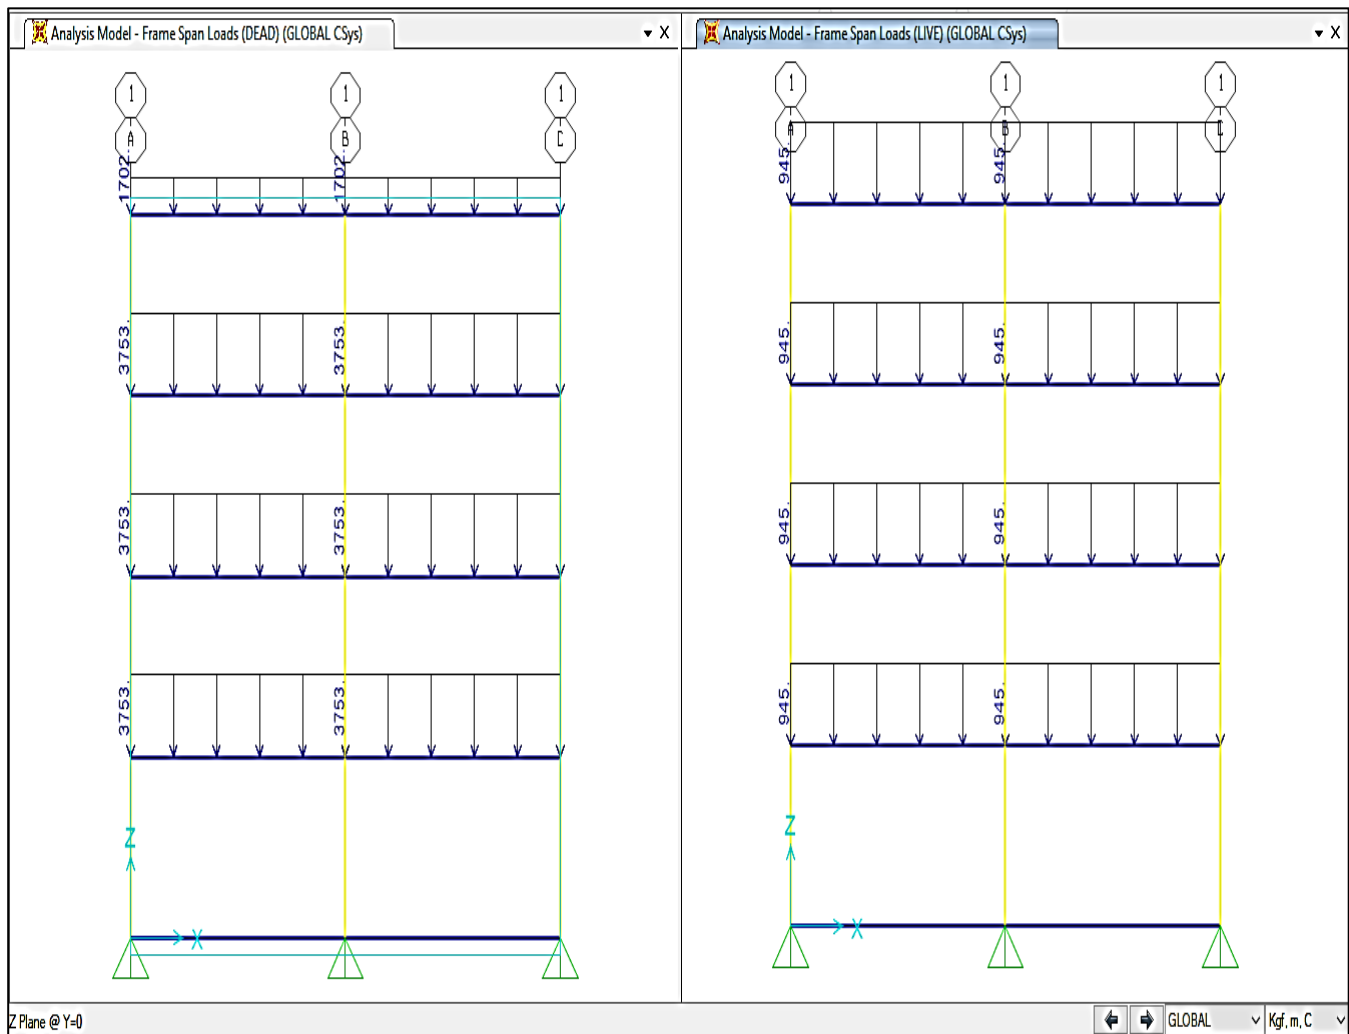 Analysis Model - Frame Span Loads (DEAD) (GLOBAL CSys)
X
1
1
1
A
B
C
1702.
1702.
3753.
3753.
3753.
3753.
3753.
3753.
Z
X
Analysis Model - Frame Span Loads (LIVE) (GLOBAL CSys)
X
1
1
1
A
B
C
945.
945.
945.
945.
945.
945.
945.
945.
Z
X
Z Plane @ Y=0
GLOBAL
Kgf, m, C